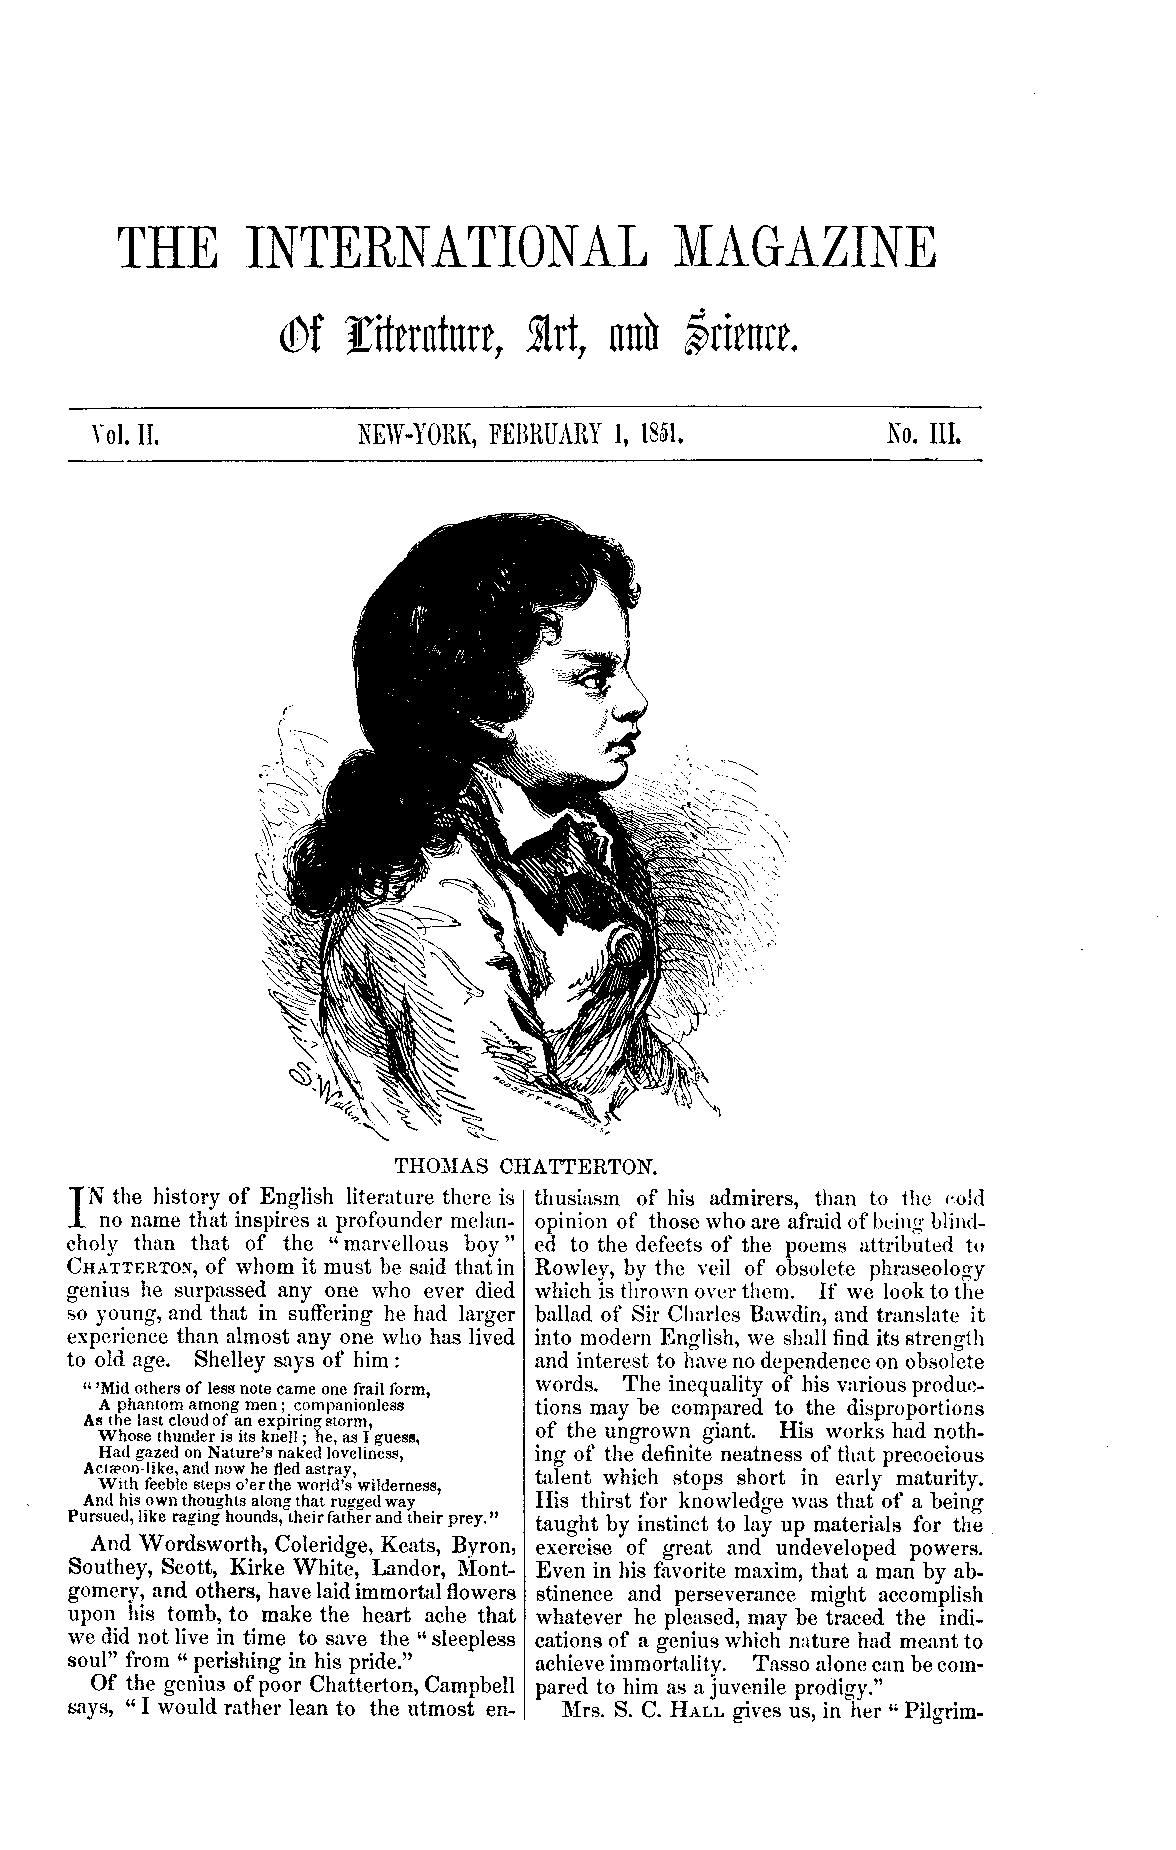 THE INTERNATIONAL MAGAZINE
Of Literature, Art, and Science.
Vol. II. NEW-YORK, FEBRUARY 1, 1851. No. III.
S. Wallin
THOMAS CHATTERTON.
IN the history of English literature there is
no name that inspires a profounder melan-
choly than that of the "marvellous boy"
CHATTERTON, of whom it must be said that in
genius he surpassed any one who ever died
so young, and that in suffering he had larger
experience than almost any one who has lived
to old age. Shelley says of him:
"'Mid others of less note came one frail form,
A phantom among men; companionless
As the last cloud of an expiring storm,
Whose thunder is its knell; he, as I guess,
Had gazed on Nature's naked loveliness,
Actæon-like, and now he fled astray,
With feeble steps o'er the world's wilderness,
And his own thoughts along that rugged way
Pursued, like raging hounds, their father and their prey."
And Wordsworth, Coleridge, Keats, Byron,
Southey, Scott, Kirke White, Landor, Mont-
gomery, and others, have laid immortal flowers
upon his tomb, to make the heart ache that
we did not live in time to save the "sleepless
soul" from "perishing in his pride."
Of the genius of poor Chatterton, Campbell
says, "I would rather lean to the utmost en-
thusiasm of his admirers, than to the cold
opinion of those who are afraid of being blind-
ed to the defects of the poems attributed to
Rowley, by the veil of obsolete phraseology
which is thrown over them. If we look to the
ballad of Sir Charles Bawdin, and translate it
into modern English, we shall find its strength
and interest to have no dependence on obsolete
words. The inequality of his various produc-
tions may be compared to the disproportions
of the ungrown giant. His works had noth-
ing of the definite neatness of that precocious
talent which stops short in early maturity.
His thirst for knowledge was that of a being
taught by instinct to lay up materials for the
exercise of great and undeveloped powers.
Even in his favorite maxim, that a man by ab-
stinence and perseverance might accomplish
whatever he pleased, may be traced the indi-
cations of a genius which nature had meant to
achieve immortality. Tasso alone can be com-
pared to him as a juvenile prodigy."
Mrs. S. C. HALL gives us, in her "Pilgrim-